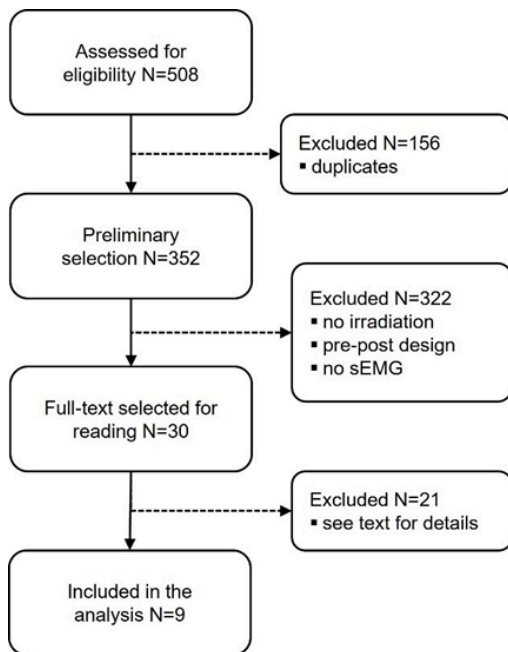 Assessed for
eligibility N=508
Excluded N=156
▪ duplicates
Preliminary
selection N=352
Excluded N=322
▪ no irradiation
▪ pre-post design
▪ no sEMG
Full-text selected for
reading N=30
Excluded N=21
▪ see text for details
Included in the
analysis N=9